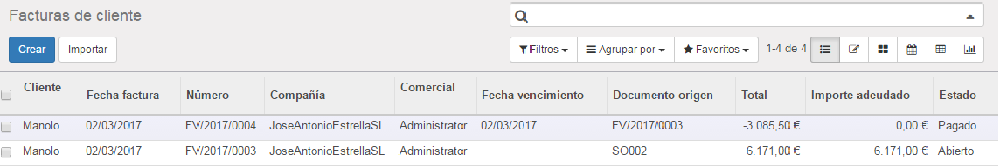 Facturas de cliente
Crear Importar
Filtros Agrupar por Favoritos 1-4 de 4
Cliente Fecha factura Número Compañía Comercial Fecha vencimiento Documento origen Total Importe adeudado Estado
Manolo 02/03/2017 FV/2017/0004 JoseAntonioEstrellaSL Administrator 02/03/2017 FV/2017/0003 -3.085,50 € 0,00 € Pagado
Manolo 02/03/2017 FV/2017/0003 JoseAntonioEstrellaSL Administrator SO002 6.171,00 € 6.171,00 € Abierto